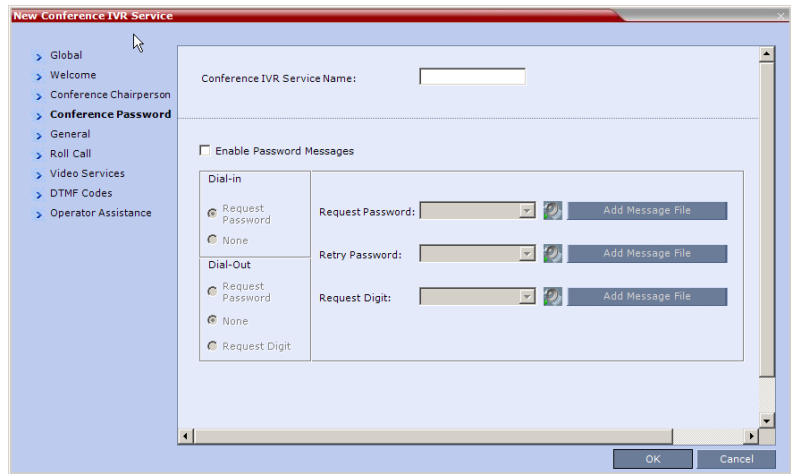 New Conference IVR Service
Global
Welcome
Conference Chairperson
Conference Password
General
Roll Call
Video Services
DTMF Codes
Operator Assistance
Conference IVR Service Name:
Enable Password Messages
Dial-in
Request
Password
None
Dial-Out
Request
Password
None
Request Digit
Request Password:
Add Message File
Retry Password:
Add Message File
Request Digit:
Add Message File
OK
Cancel